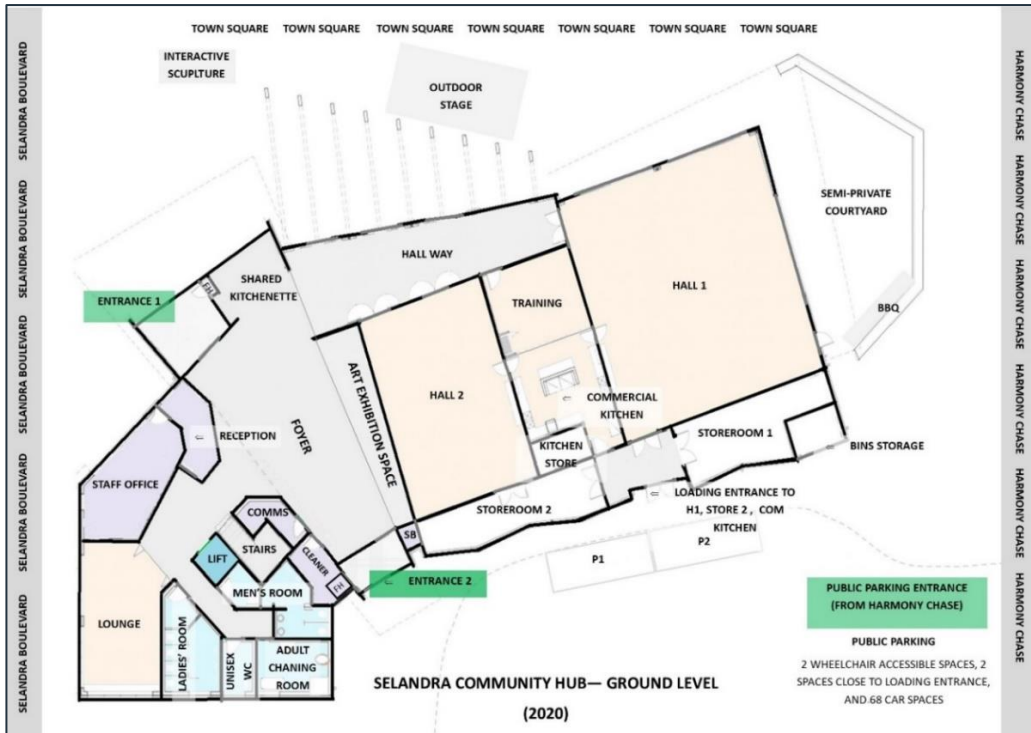 TOWN SQUARE TOWN SQUARE TOWN SQUARE TOWN SQUARE TOWN SQUARE TOWN SQUARE TOWN SQUARE
SELANDRA BOULEVARD
SELANDRA BOULEVARD
SELANDRA BOULEVARD
SELANDRA BOULEVARD
SELANDRA BOULEVARD
HARMONY CHASE
HARMONY CHASE
HARMONY CHASE
HARMONY CHASE
HARMONY CHASE
HARMONY CHASE
INTERACTIVE
SCUPLTURE
OUTDOOR
STAGE
SEMI-PRIVATE
COURTYARD
HALL WAY
SHARED
KITCHENETTE
FH
ENTRANCE 1
TRAINING
HALL 1
BBQ
ART EXHIBITION SPACE
HALL 2
COMMERCIAL
KITCHEN
FOYER
RECEPTION
KITCHEN
STORE
STOREROOM 1
BINS STORAGE
STAFF OFFICE
STOREROOM 2
LOADING ENTRANCE TO
H1, STORE 2 , COM
KITCHEN
COMMS
SB
STAIRS
LIFT
CLEANER
FH
P1
P2
ENTRANCE 2
MEN'S ROOM
LOUNGE
LADIES' ROOM
UNISEX
WC
ADULT
CHANING
ROOM
PUBLIC PARKING ENTRANCE
(FROM HARMONY CHASE)
PUBLIC PARKING
2 WHEELCHAIR ACCESSIBLE SPACES, 2
SPACES CLOSE TO LOADING ENTRANCE,
AND 68 CAR SPACES
SELANDRA COMMUNITY HUB— GROUND LEVEL
(2020)